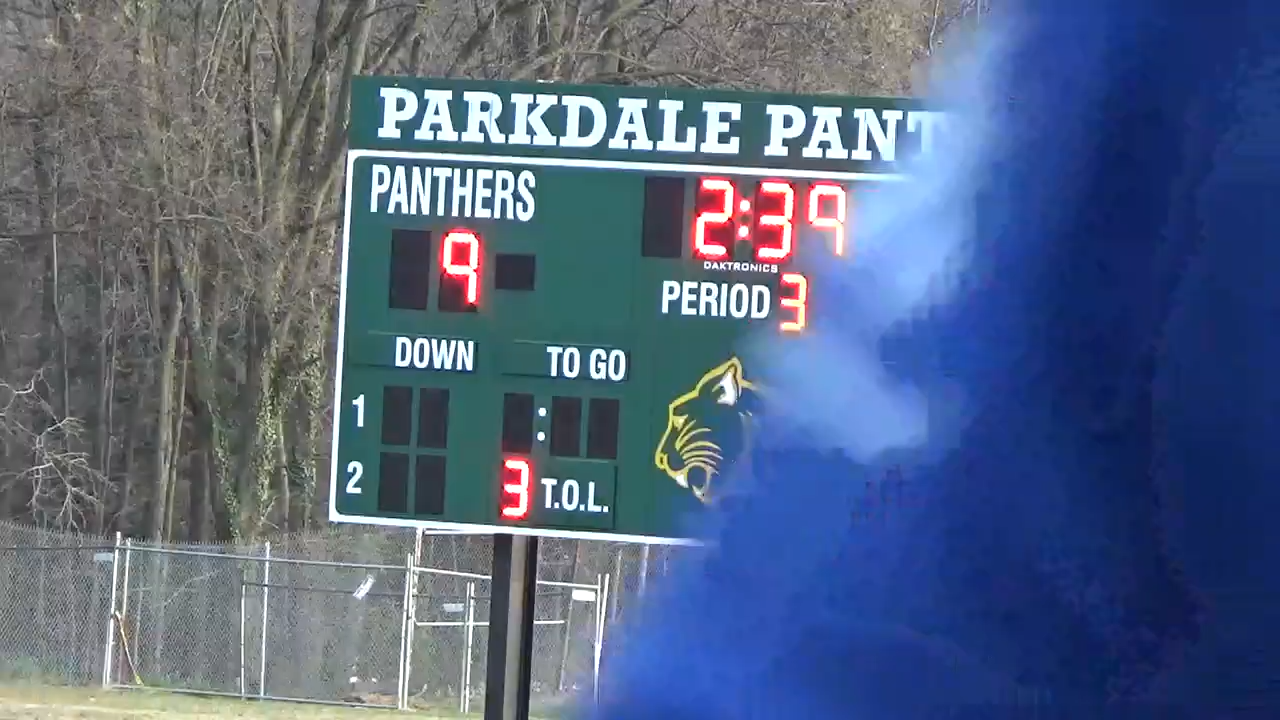 PARKDALE PANT
PANTHERS
2:39
DAKTRONICS
9
PERIOD 3
DOWN TO GO
1 :
2
3 T.O.L.